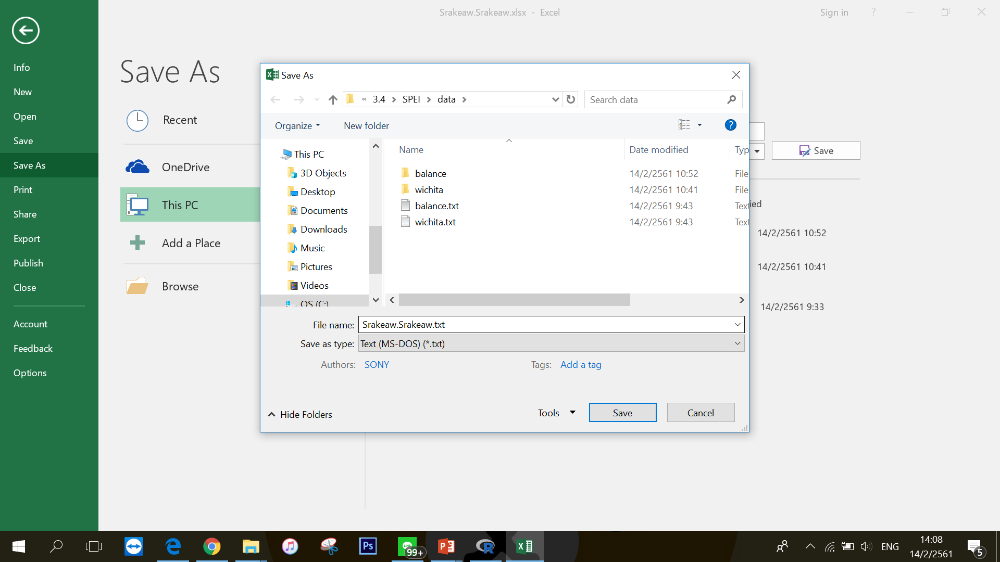 Srakeaw.Srakeaw.xlsx - Excel
Sign in
?
Info
New
Open
Save
Save As
Print
Share
Export
Publish
Close
Account
Feedback
Options
Save As
Recent
OneDrive
This PC
Add a Place
Browse
Save As
« 3.4 > SPEI > data >
Search data
Organize
New folder
?
This PC
3D Objects
Desktop
Documents
Downloads
Music
Pictures
Videos
OS (C:)
Name Date modified Typ
balance 14/2/2561 10:52 File
wichita 14/2/2561 10:41 File
balance.txt 14/2/2561 9:43 Text
wichita.txt 14/2/2561 9:43 Text
File name: Srakeaw.Srakeaw.txt
Save as type: Text (MS-DOS) (*.txt)
Authors: SONY Tags: Add a tag
Hide Folders
Tools
Save
Cancel
Save
ied
14/2/2561 10:52
14/2/2561 10:41
14/2/2561 9:33
Ps
99+
ENG
14:08
14/2/2561
5